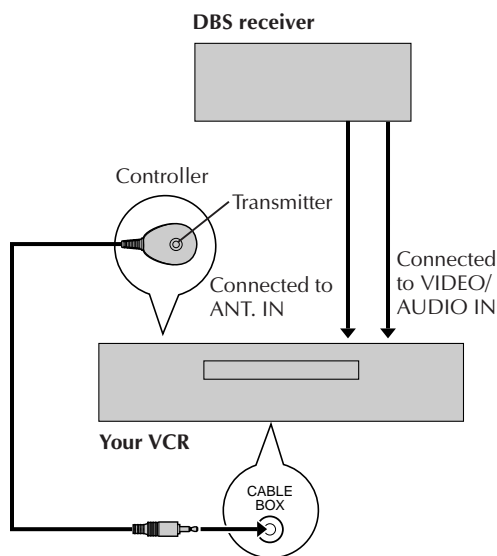 DBS receiver
Controller
Transmitter
Connected to
ANT. IN
Connected
to VIDEO/
AUDIO IN
Your VCR
CABLE
BOX